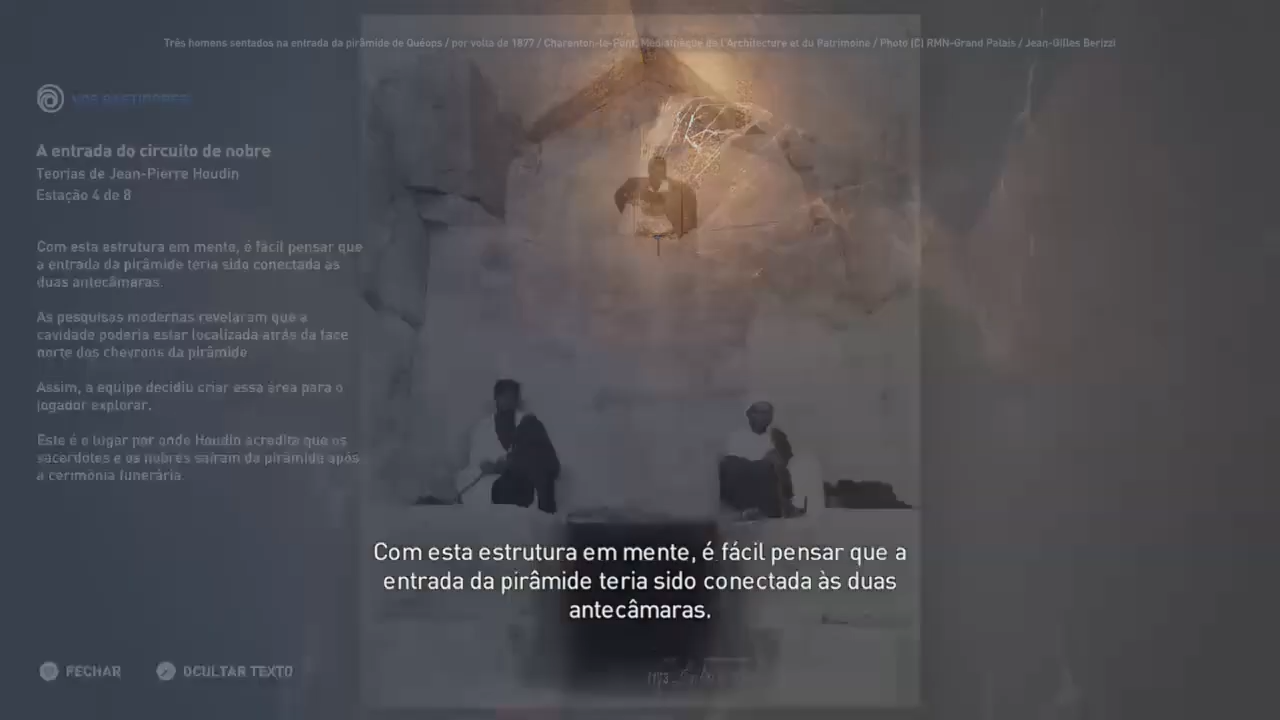 Três homens sentados na entrada da pirâmide de Quéops / por volta de 1877 / Charenton-le-Pont, Médiathèque de l'Architecture et du Patrimoine / Photo (C) RMN-Grand Palais / Jean-Gilles Berizzi
NOS BASTIDORES
A entrada do circuito de nobre
Teorias de Jean-Pierre Houdin
Estação 4 de 8
Com esta estrutura em mente, é fácil pensar que
a entrada da pirâmide teria sido conectada às
duas antecâmaras.
As pesquisas modernas revelaram que a
cavidade poderia estar localizada atrás da face
norte dos chevrons da pirâmide
Assim, a equipe decidiu criar essa área para o
jogador explorar.
Este é o lugar por onde Houdin acredita que os
sacerdotes e os nobres saíram da pirâmide após
a cerimônia funerária.
Com esta estrutura em mente, é fácil pensar que a
entrada da pirâmide teria sido conectada às duas
antecâmaras.
FECHAR
OCULTAR TEXTO